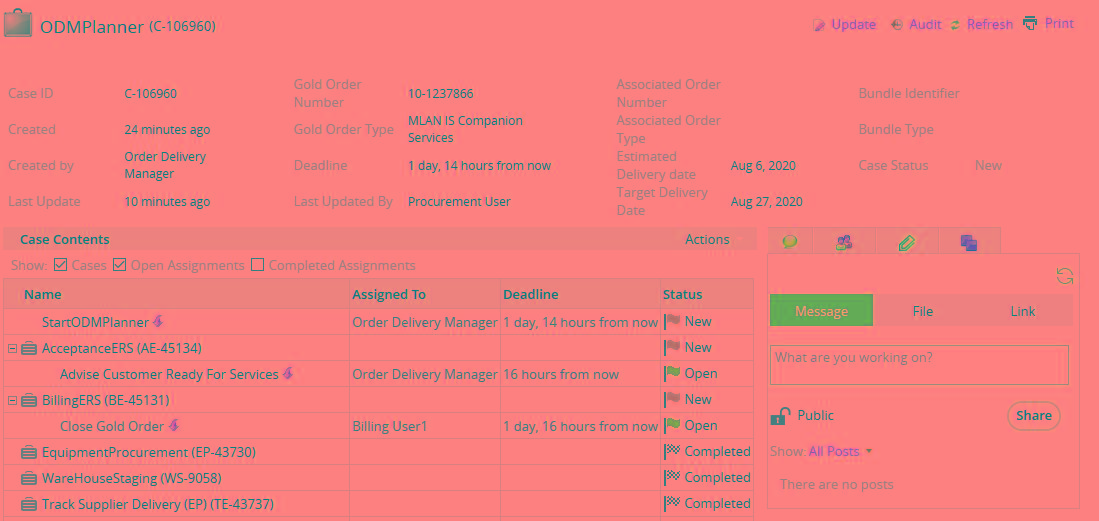 ODMPlanner (C-106960)
Update Audit Refresh Print
Case ID C-106960 Gold Order Number 10-1237866 Associated Order Number Bundle Identifier
Created 24 minutes ago Gold Order Type MLAN IS Companion Services Associated Order Type Bundle Type
Created by Order Delivery Manager Deadline 1 day, 14 hours from now Estimated Delivery date Aug 6, 2020 Case Status New
Last Update 10 minutes ago Last Updated By Procurement User Target Delivery Date Aug 27, 2020
Case Contents Actions
Show: Cases Open Assignments Completed Assignments
Name Assigned To Deadline Status
StartODMPlanner Order Delivery Manager 1 day, 14 hours from now New
AcceptanceERS (AE-45134) New
Advise Customer Ready For Services Order Delivery Manager 16 hours from now Open
BillingERS (BE-45131) New
Close Gold Order Billing User1 1 day, 16 hours from now Open
EquipmentProcurement (EP-43730) Completed
WareHouseStaging (WS-9058) Completed
Track Supplier Delivery (EP) (TE-43737) Completed
Message File Link
What are you working on?
Public Share
Show: All Posts
There are no posts